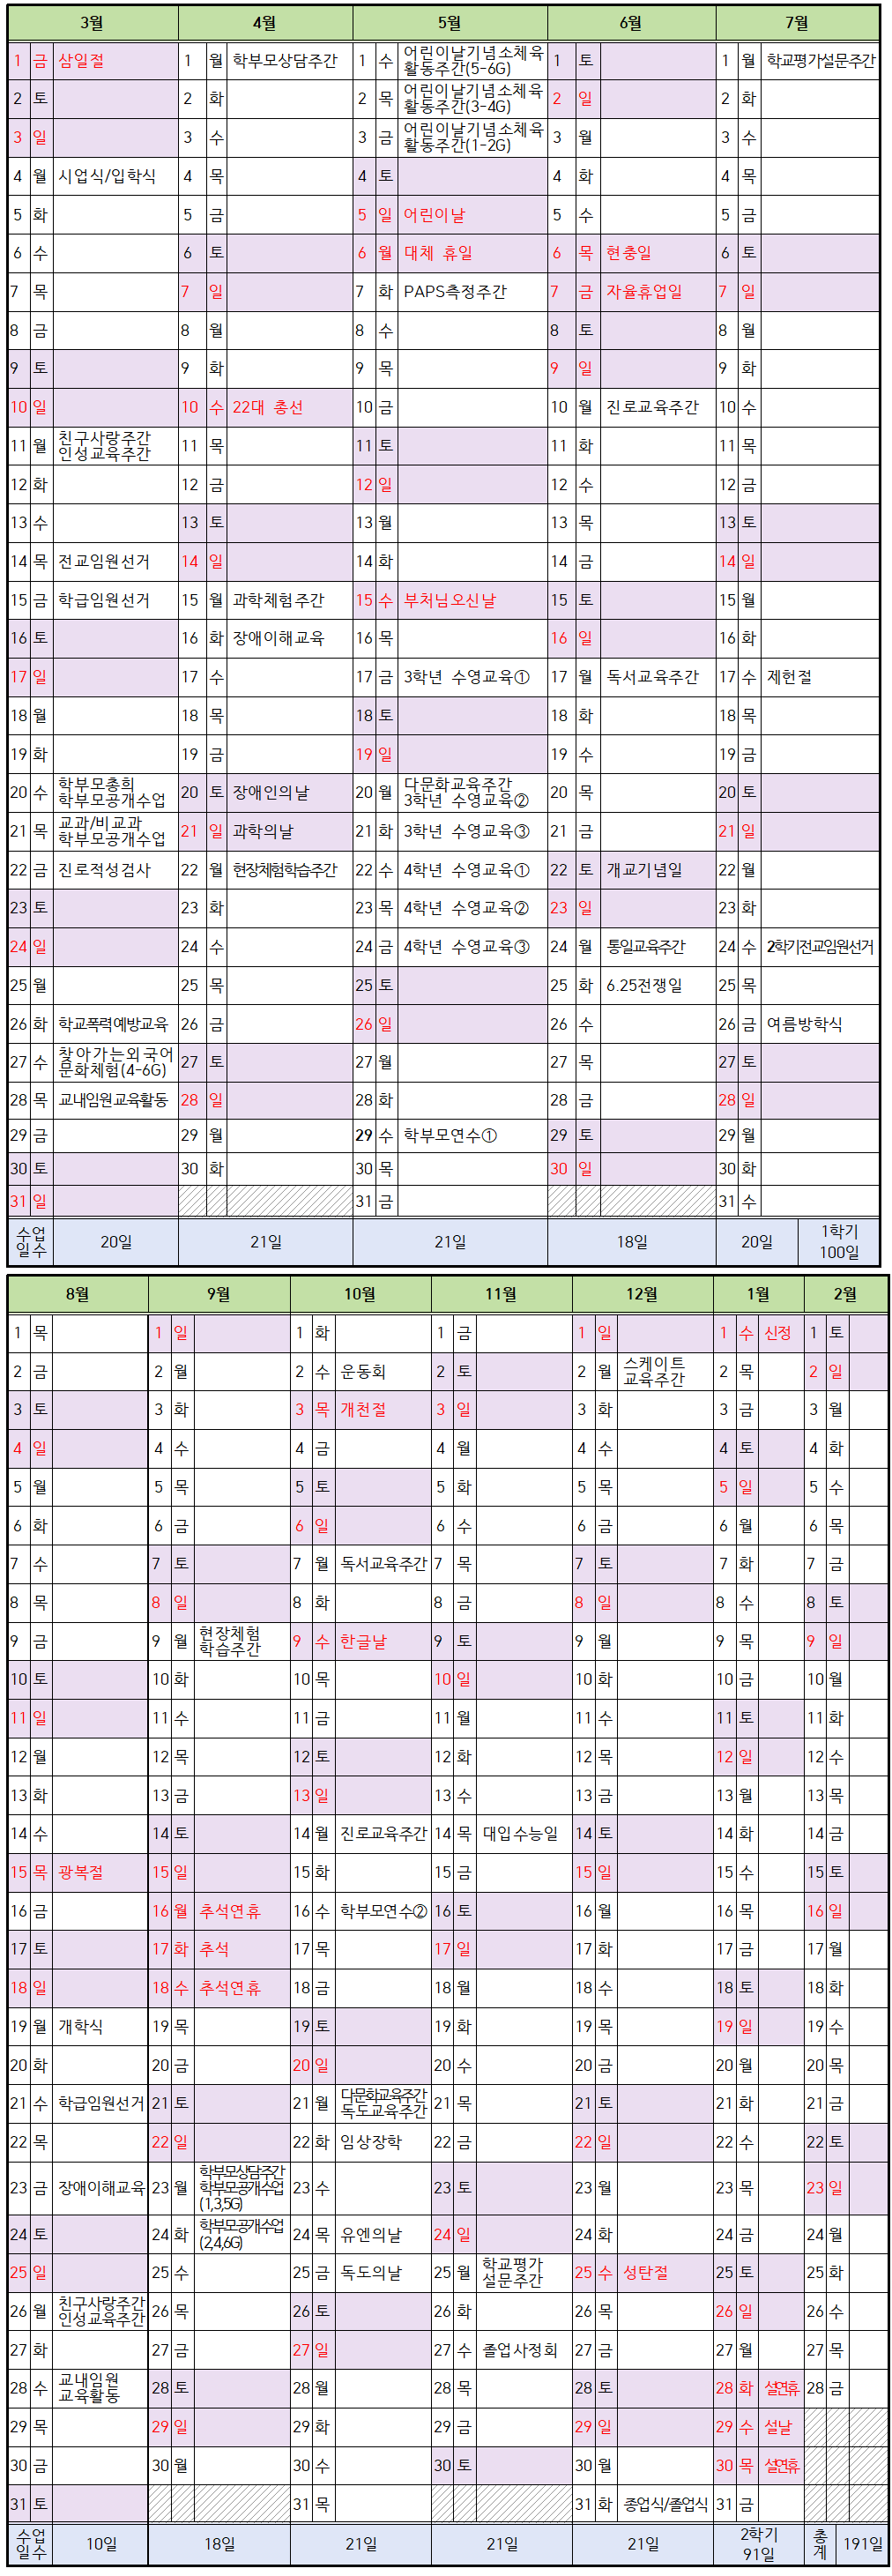 3월 4월 5월 6월 7월
1 금 삼일절 1 월 학부모상담주간 1 수 어린이날기념소체육 1 토 1 월 학교평가설문주간
활동주간(5-6G)
2 토 2 화 2 목 어린이날기념소체육 2 일 2 화
활동주간(3-4G)
3 일 3 수 3 금 어린이날기념소체육 3 월 3 수
활동주간(1-2G)
4 월 시업식/입학식 4 목 4 토 4 화 4 목
5 화 5 금 5 일 어린이날 5 수 5 금
6 수 6 토 6 월 대체 휴일 6 목 현충일 6 토
7 목 7 일 7 화 PAPS측정주간 7 금 자율휴업일 7 일
8 금 8 월 8 수 8 토 8 월
9 토 9 화 9 목 9 일 9 화
10 일 10 수 22대 총선 10 금 10 월 진로교육주간 10 수
11 월 친구사랑주간 11 목 11 토 11 화 11 목
인성교육주간
12 화 12 금 12 일 12 수 12 금
13 수 13 토 13 월 13 목 13 토
14 목 전교임원선거 14 일 14 화 14 금 14 일
15 금 학급임원선거 15 월 과학체험주간 15 수 부처님오신날 15 토 15 월
16 토 16 화 장애이해교육 16 목 16 일 16 화
17 일 17 수 17 금 3학년 수영교육① 17 월 독서교육주간 17 수 제헌절
18 월 18 목 18 토 18 화 18 목
19 화 19 금 19 일 19 수 19 금
20 수 학부모총회 20 토 장애인의날 20 월 다문화교육주간 20 목 20 토
학부모공개수업 3학년 수영교육②
21 목 교과/비교과 21 일 과학의날 21 화 3학년 수영교육③ 21 금 21 일
학부모공개수업
22 금 진로적성검사 22 월 현장체험학습주간 22 수 4학년 수영교육① 22 토 개교기념일 22 월
23 토 23 화 23 목 4학년 수영교육② 23 일 23 화
24 일 24 수 24 금 4학년 수영교육③ 24 월 통일교육주간 24 수 2학기전교임원선거
25 월 25 목 25 토 25 화 6.25전쟁일 25 목
26 화 학교폭력예방교육 26 금 26 일 26 수 26 금 여름방학식
27 수 찾아가는외국어 27 토 27 월 27 목 27 토
문화체험(4-6G)
28 목 교내임원교육활동 28 일 28 화 28 금 28 일
29 금 29 월 29 수 학부모연수① 29 토 29 월
30 토 30 화 30 목 30 일 30 화
31 일 31 금 31 수
수업 20일 21일 21일 18일 20일 1학기
일수 100일
8월 9월 10월 11월 12월 1월 2월
1 목 1 일 1 화 1 금 1 일 1 수 신정 1 토
2 금 2 월 2 수 운동회 2 토 2 월 스케이트 2 목 2 일
교육주간
3 토 3 화 3 목 개천절 3 일 3 화 3 금 3 월
4 일 4 수 4 금 4 월 4 수 4 토 4 화
5 월 5 목 5 토 5 화 5 목 5 일 5 수
6 화 6 금 6 일 6 수 6 금 6 월 6 목
7 수 7 토 7 월 독서교육주간 7 목 7 토 7 화 7 금
8 목 8 일 8 화 8 금 8 일 8 수 8 토
9 금 9 월 현장체험 9 수 한글날 9 토 9 월 9 목 9 일
학습주간
10 토 10 화 10 목 10 일 10 화 10 금 10 월
11 일 11 수 11 금 11 월 11 수 11 토 11 화
12 월 12 목 12 토 12 화 12 목 12 일 12 수
13 화 13 금 13 일 13 수 13 금 13 월 13 목
14 수 14 토 14 월 진로교육주간 14 목 대입수능일 14 토 14 화 14 금
15 목 광복절 15 일 15 화 15 금 15 일 15 수 15 토
16 금 16 월 추석연휴 16 수 학부모연수② 16 토 16 월 16 목 16 일
17 토 17 화 추석 17 목 17 일 17 화 17 금 17 월
18 일 18 수 추석연휴 18 금 18 월 18 수 18 토 18 화
19 월 개학식 19 목 19 토 19 화 19 목 19 일 19 수
20 화 20 금 20 일 20 수 20 금 20 월 20 목
21 수 학급임원선거 21 토 21 월 다문화교육주간 21 목 21 토 21 화 21 금
독도교육주간
22 목 22 일 22 화 임상장학 22 금 22 일 22 수 22 토
23 금 장애이해교육 23 월 학부모상담주간 23 수 23 토 23 월 23 목 23 일
학부모공개수업
(1,3,5G)
24 토 24 화 학부모공개수업 24 목 유엔의날 24 일 24 화 24 금 24 월
(2,4,6G)
25 일 25 수 25 금 독도의날 25 월 학교평가 25 수 성탄절 25 토 25 화
설문주간
26 월 친구사랑주간 26 목 26 토 26 화 26 목 26 일 26 수
인성교육주간
27 화 27 금 27 일 27 수 졸업사정회 27 금 27 월 27 목
28 수 교내임원 28 토 28 월 28 목 28 토 28 화 설연휴 28 금
교육활동
29 목 29 일 29 화 29 금 29 일 29 수 설날
30 금 30 월 30 수 30 토 30 월 30 목 설연휴
31 토 31 목 31 화 종업식/졸업식 31 금
수업 10일 18일 21일 21일 21일 2학기 총 191일
일수 91일 계